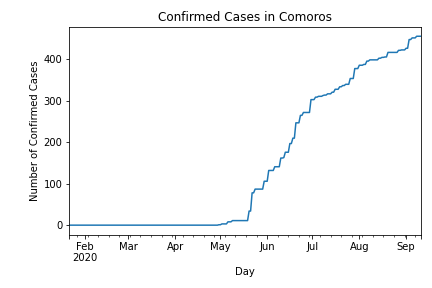 Confirmed Cases in Comoros
Number of Confirmed Cases
400
300
200
100
0
Feb Mar Apr May Jun Jul Aug Sep
2020
Day